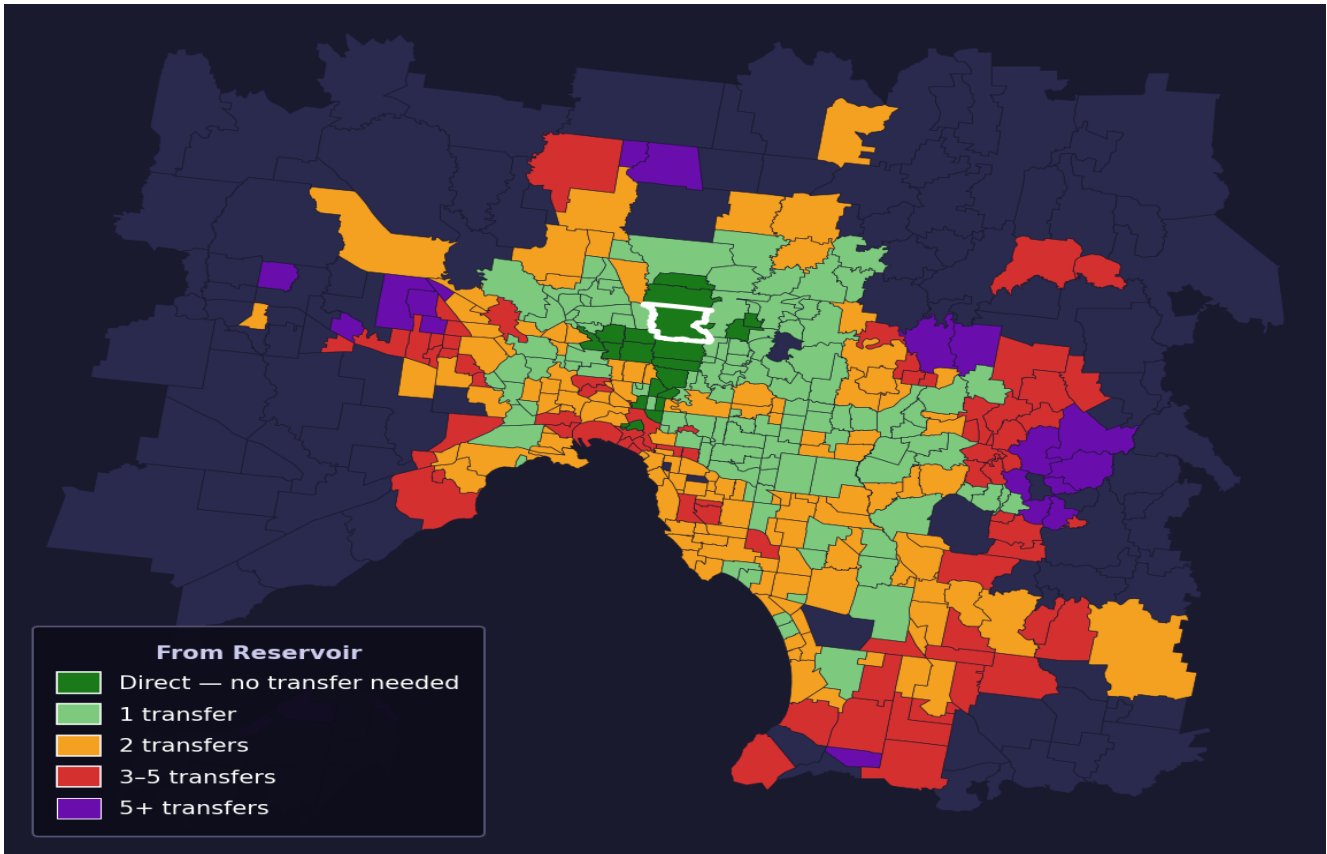 From Reservoir
Direct — no transfer needed
1 transfer
2 transfers
3–5 transfers
5+ transfers